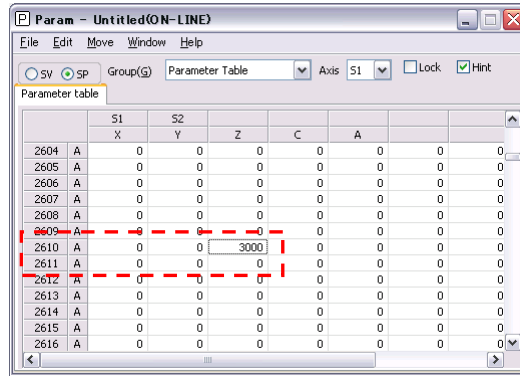 P Param - Untitled(ON-LINE)
File Edit Move Window Help
SV SP Group(G) Parameter Table Axis S1 Lock Hint
Parameter table
S1 S2
X Y Z C A
2604 A 0 0 0 0 0 0 0
2605 A 0 0 0 0 0 0 0
2606 A 0 0 0 0 0 0 0
2607 A 0 0 0 0 0 0 0
2608 A 0 0 0 0 0 0 0
2609 A 0 0 0 0 0 0 0
2610 A 0 0 3000 0 0 0 0
2611 A 0 0 0 0 0 0 0
2612 A 0 0 0 0 0 0 0
2613 A 0 0 0 0 0 0 0
2614 A 0 0 0 0 0 0 0
2615 A 0 0 0 0 0 0 0
2616 A 0 0 0 0 0 0 0